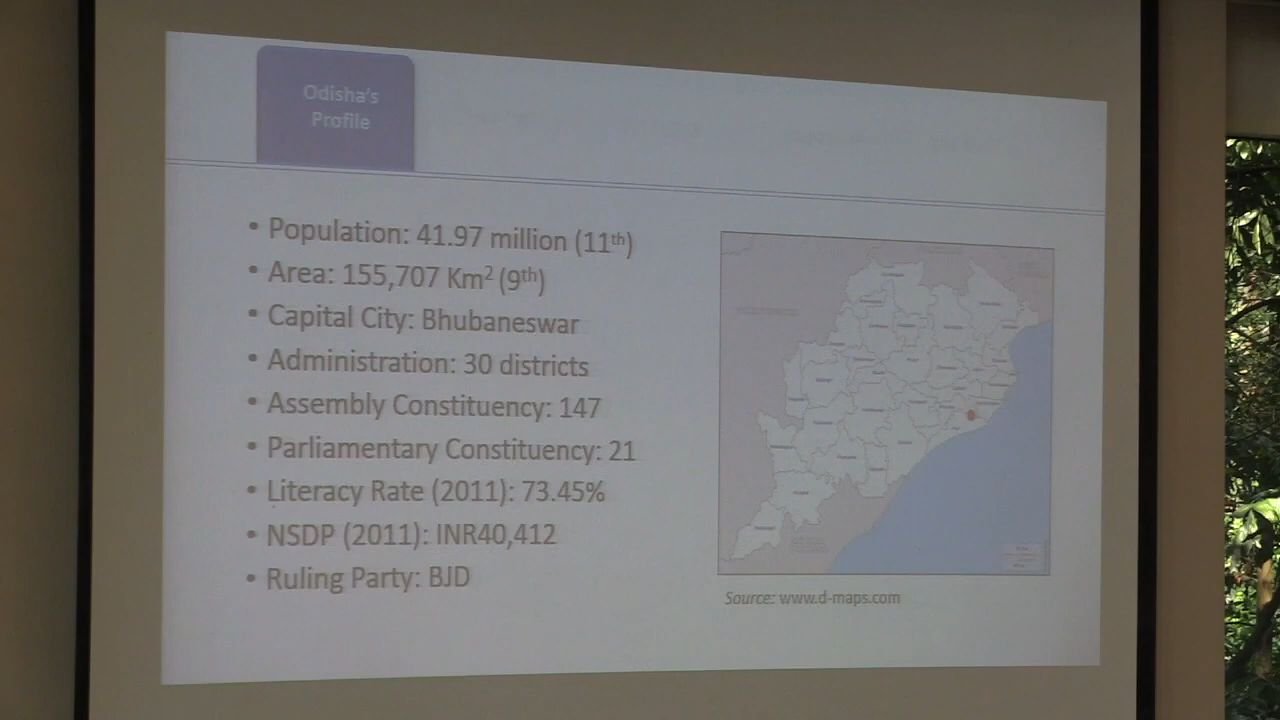 Odisha's
Profile
• Population: 41.97 million (11th)
• Area: 155,707 Km² (9th)
• Capital City: Bhubaneswar
• Administration: 30 districts
• Assembly Constituency: 147
• Parliamentary Constituency: 21
• Literacy Rate (2011): 73.45%
• NSDP (2011): INR40,412
• Ruling Party: BJD
Source: www.d-maps.com